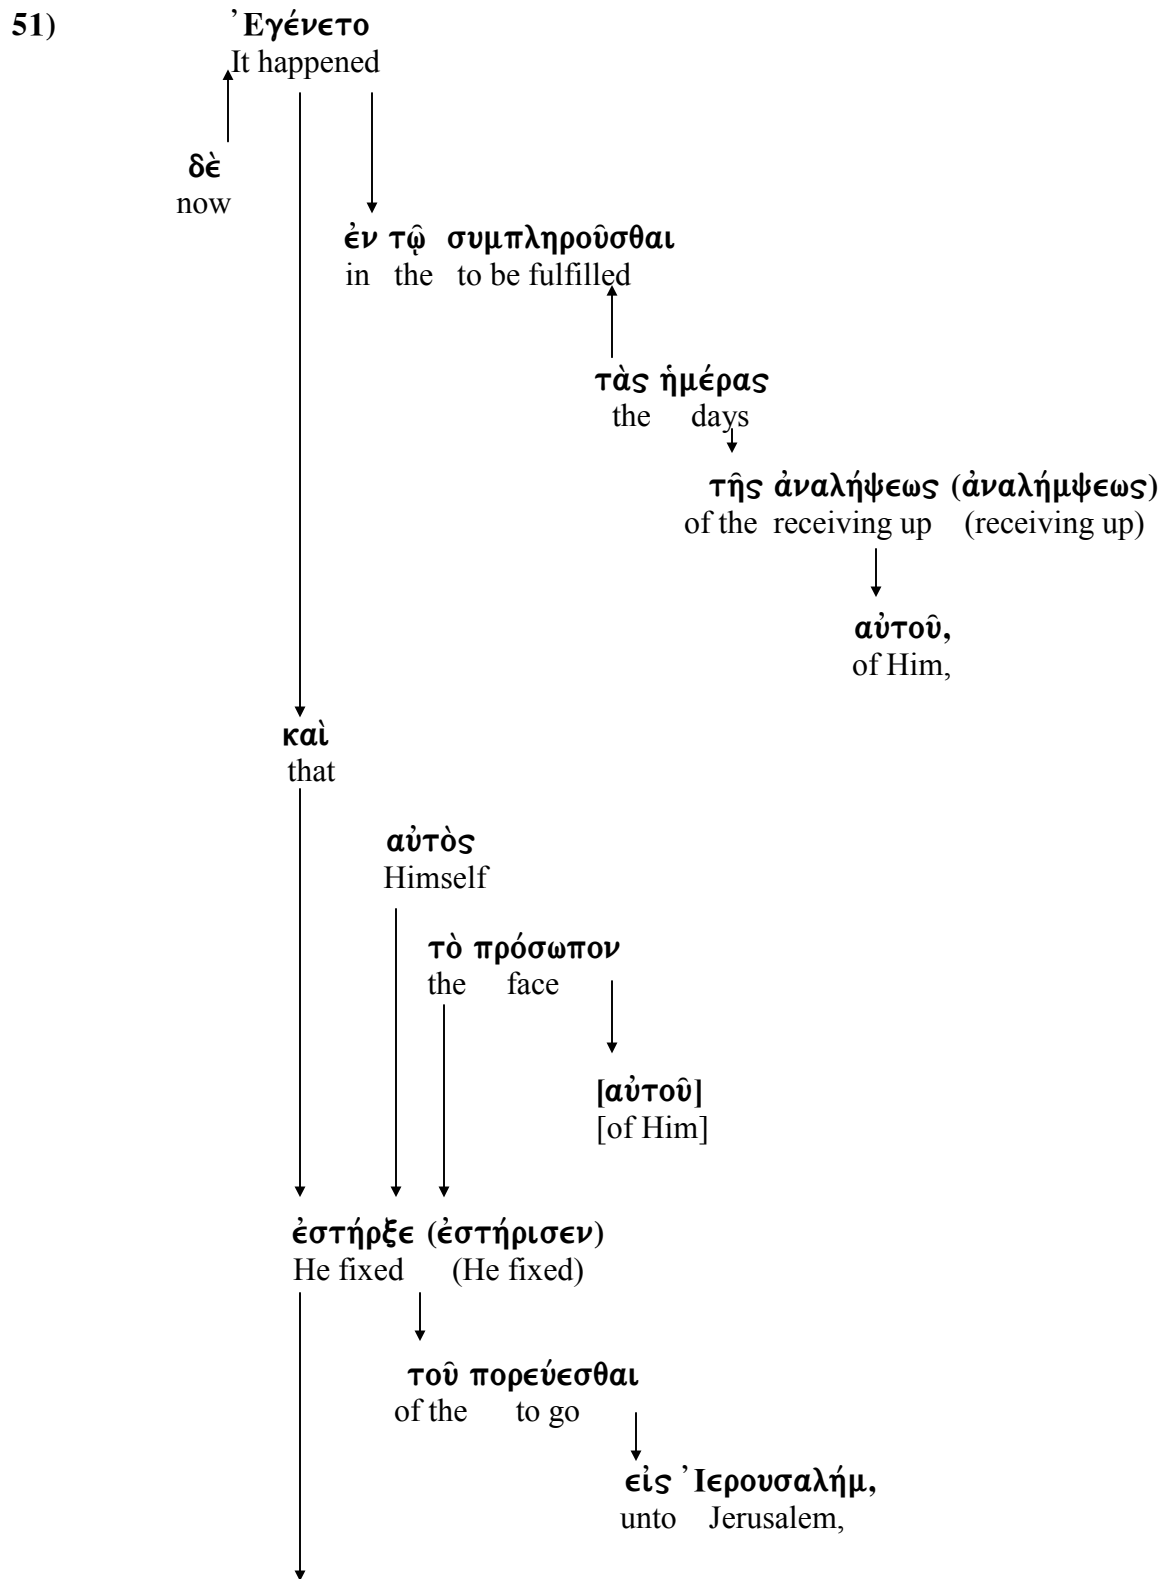 51) ᾿Εγένετο
It happened
δὲ
now
ἐν τῷ συμπληροῦσθαι
in the to be fulfilled
τὰς ἡμέρας
the days
τῆς ἀναλήψεως (ἀναλήμψεως)
of the receiving up (receiving up)
αὐτοῦ,
of Him,
καὶ
that
αὐτὸς
Himself
τὸ πρόσωπον
the face
[αὐτοῦ]
[of Him]
ἐστήρξε (ἐστήρισεν)
He fixed (He fixed)
τοῦ πορεύεσθαι
of the to go
εἰς ᾿Ιερουσαλήμ,
unto Jerusalem,